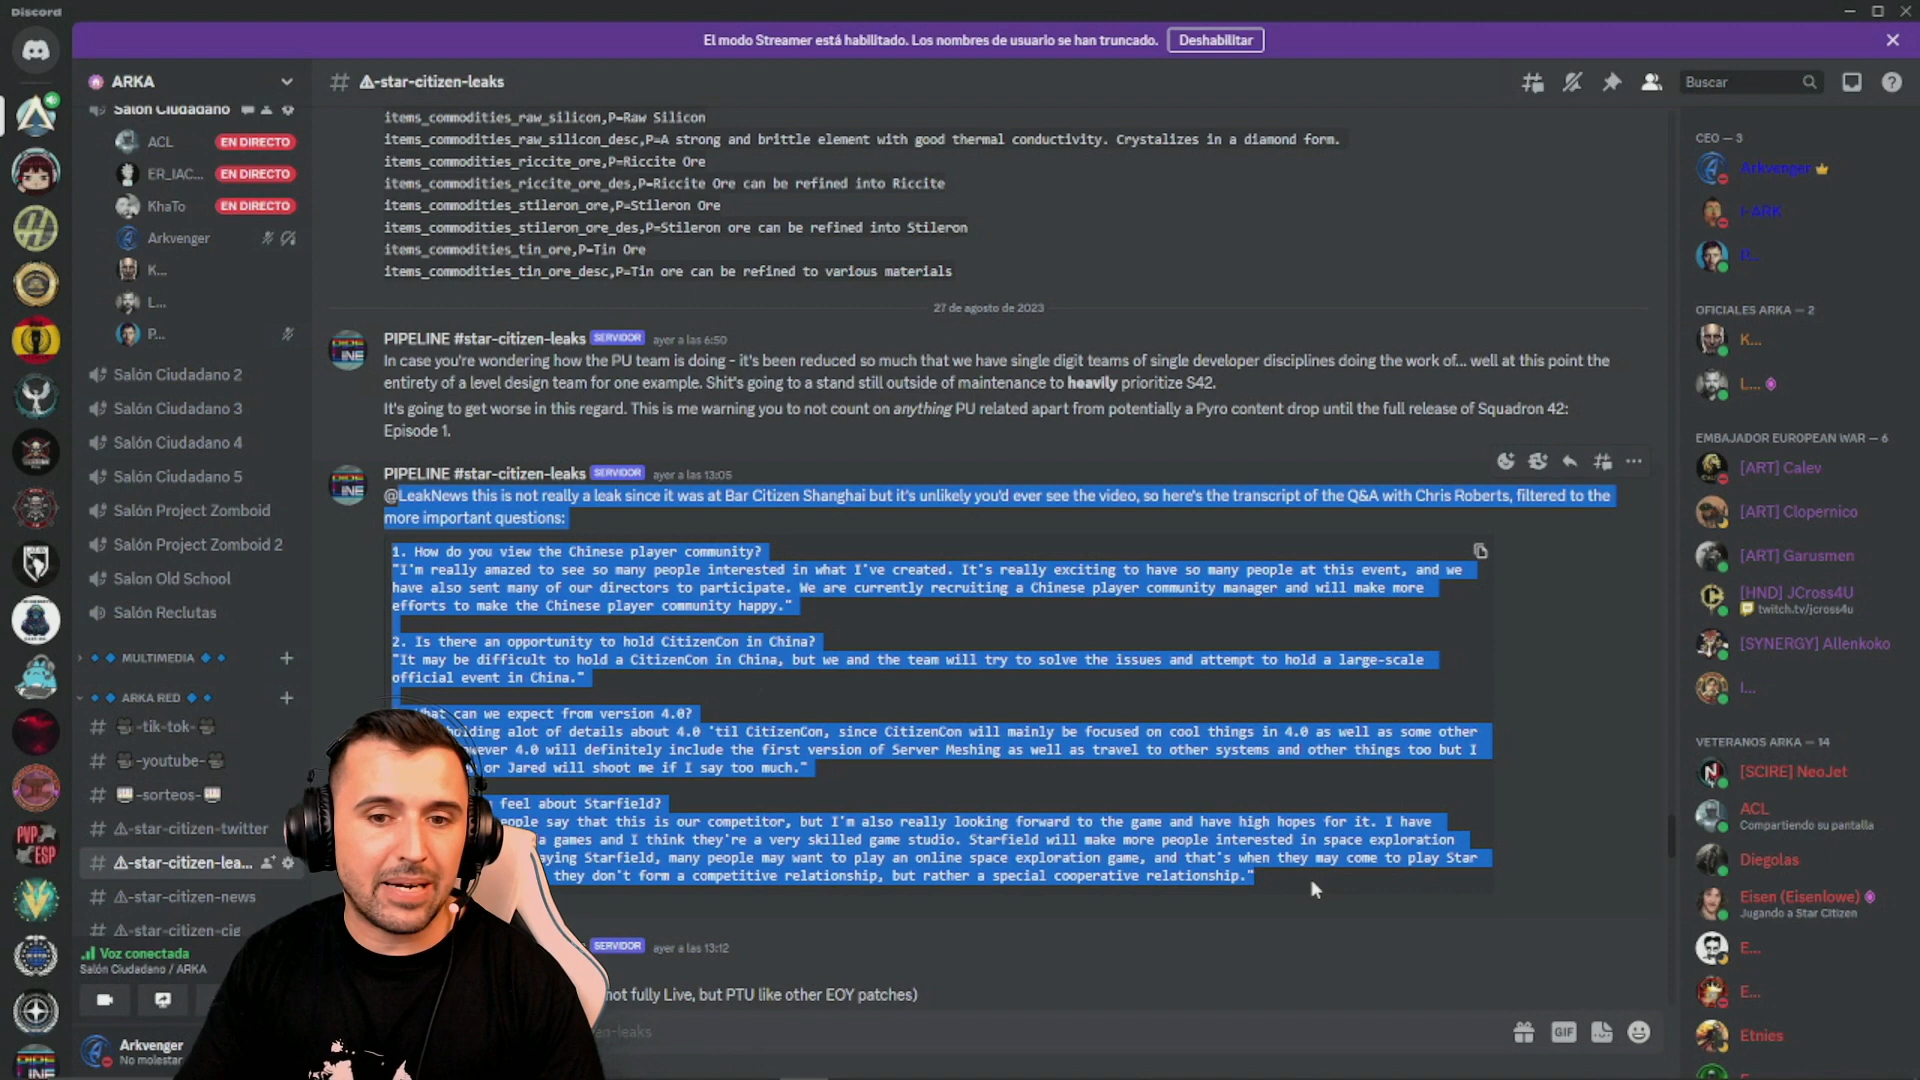 Discord
El modo Streamer está habilitado. Los nombres de usuario se han truncado. Deshabilitar
ARKA
Salón Ciudadano
ACL EN DIRECTO
ER_IAC... EN DIRECTO
KhaTo EN DIRECTO
Arkvenger
K...
L...
P...
Salón Ciudadano 2
Salón Ciudadano 3
Salón Ciudadano 4
Salón Ciudadano 5
Salón Project Zomboid
Salón Project Zomboid 2
Salon Old School
Salón Reclutas
MULTIMEDIA
ARKA RED
-tik-tok-
-youtube-
-sorteos-
-star-citizen-twitter
-star-citizen-lea...
-star-citizen-news
-star-citizen-cig
Voz conectada
Salón Ciudadano / ARKA
Arkvenger
No molestar
-star-citizen-leaks
Buscar
items_commodities_raw_silicon,P=Raw Silicon
items_commodities_raw_silicon_desc,P=A strong and brittle element with good thermal conductivity. Crystalizes in a diamond form.
items_commodities_riccite_ore,P=Riccite Ore
items_commodities_riccite_ore_des,P=Riccite Ore can be refined into Riccite
items_commodities_stileron_ore,P=Stileron Ore
items_commodities_stileron_ore_des,P=Stileron ore can be refined into Stileron
items_commodities_tin_ore,P=Tin Ore
items_commodities_tin_ore_desc,P=Tin ore can be refined to various materials
27 de agosto de 2023
PIPELINE #star-citizen-leaks SERVIDOR ayer a las 6:50
In case you're wondering how the PU team is doing - it's been reduced so much that we have single digit teams of single developer disciplines doing the work of... well at this point the
entirety of a level design team for one example. Shit's going to a stand still outside of maintenance to heavily prioritize S42.
It's going to get worse in this regard. This is me warning you to not count on anything PU related apart from potentially a Pyro content drop until the full release of Squadron 42:
Episode 1.
PIPELINE #star-citizen-leaks SERVIDOR ayer a las 13:05
@LeakNews this is not really a leak since it was at Bar Citizen Shanghai but it's unlikely you'd ever see the video, so here's the transcript of the Q&A with Chris Roberts, filtered to the
more important questions:
1. How do you view the Chinese player community?
"I'm really amazed to see so many people interested in what I've created. It's really exciting to have so many people at this event, and we
have also sent many of our directors to participate. We are currently recruiting a Chinese player community manager and will make more
efforts to make the Chinese player community happy."
2. Is there an opportunity to hold CitizenCon in China?
"It may be difficult to hold a CitizenCon in China, but we and the team will try to solve the issues and attempt to hold a large-scale
official event in China."
can we expect from version 4.0?
alot of details about 4.0 'til CitizenCon, since CitizenCon will mainly be focused on cool things in 4.0 as well as some other
4.0 will definitely include the first version of Server Meshing as well as travel to other systems and other things too but I
or Jared will shoot me if I say too much."
feel about Starfield?
say that this is our competitor, but I'm also really looking forward to the game and have high hopes for it. I have
games and I think they're a very skilled game studio. Starfield will make more people interested in space exploration
Starfield, many people may want to play an online space exploration game, and that's when they may come to play Star
they don't form a competitive relationship, but rather a special cooperative relationship."
SERVIDOR ayer a las 13:12
not fully Live, but PTU like other EOY patches)
GIF
CEO — 3
Arkvenger
I-ARK
P...
OFICIALES ARKA — 2
K...
L...
EMBAJADOR EUROPEAN WAR — 6
[ART] Calev
[ART] Clopernico
[ART] Garusmen
[HND] JCross4U
twitch.tv/jcross4u
[SYNERGY] Allenkoko
I...
VETERANOS ARKA — 14
[SCIRE] NeoJet
ACL
Compartiendo su pantalla
Diegolas
Eisen (Eisenlowe)
Jugando a Star Citizen
E...
E...
Etnies